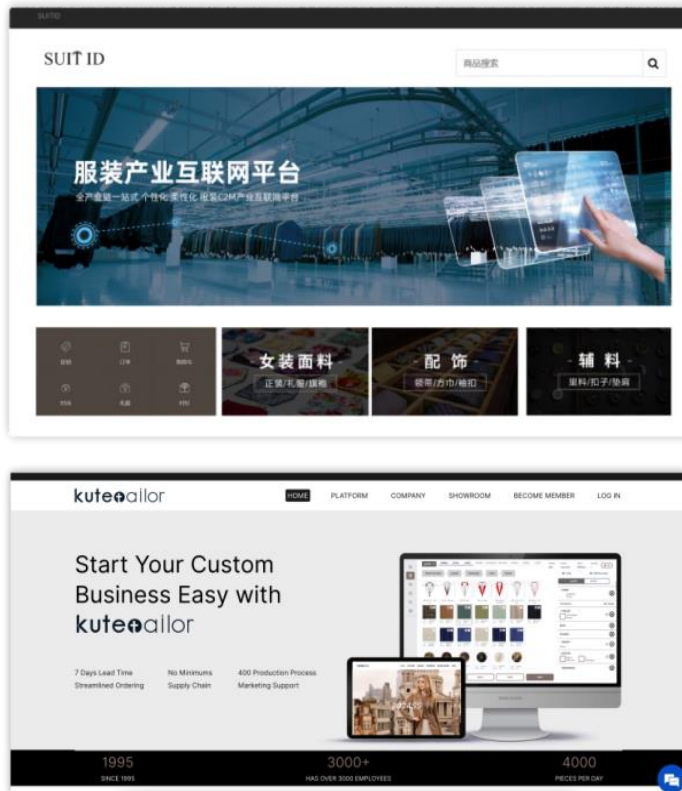 SUITID
SUIT ID
商品搜索
服装产业互联网平台
全产业链一站式 个性化 柔性化 服装C2M产业互联网平台
订单
女装面料
正装/礼服/旗袍
配 饰
领带/方巾/袖扣
辅 料
里料/扣子/垫肩
kutetailor
HOME
PLATFORM
COMPANY
SHOWROOM
BECOME MEMBER
LOG IN
Start Your Custom
Business Easy with
kutetailor
7 Days Lead Time
No Minimums
400 Production Process
Streamlined Ordering
Supply Chain
Marketing Support
1995
3000+
4000
SINCE 1995
HAS OVER 3000 EMPLOYEES
PIECES PER DAY